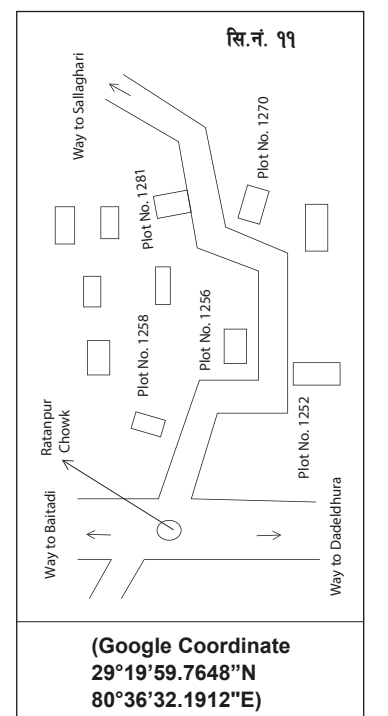 सि.नं. ११
Way to Sallaghari
Plot No. 1270
Plot No. 1281
Plot No. 1256
Plot No. 1258
Ratanpur
Chowk
Plot No. 1252
Way to Baitadi
Way to Dadeldhura
(Google Coordinate
29°19’59.7648”N
80°36’32.1912"E)